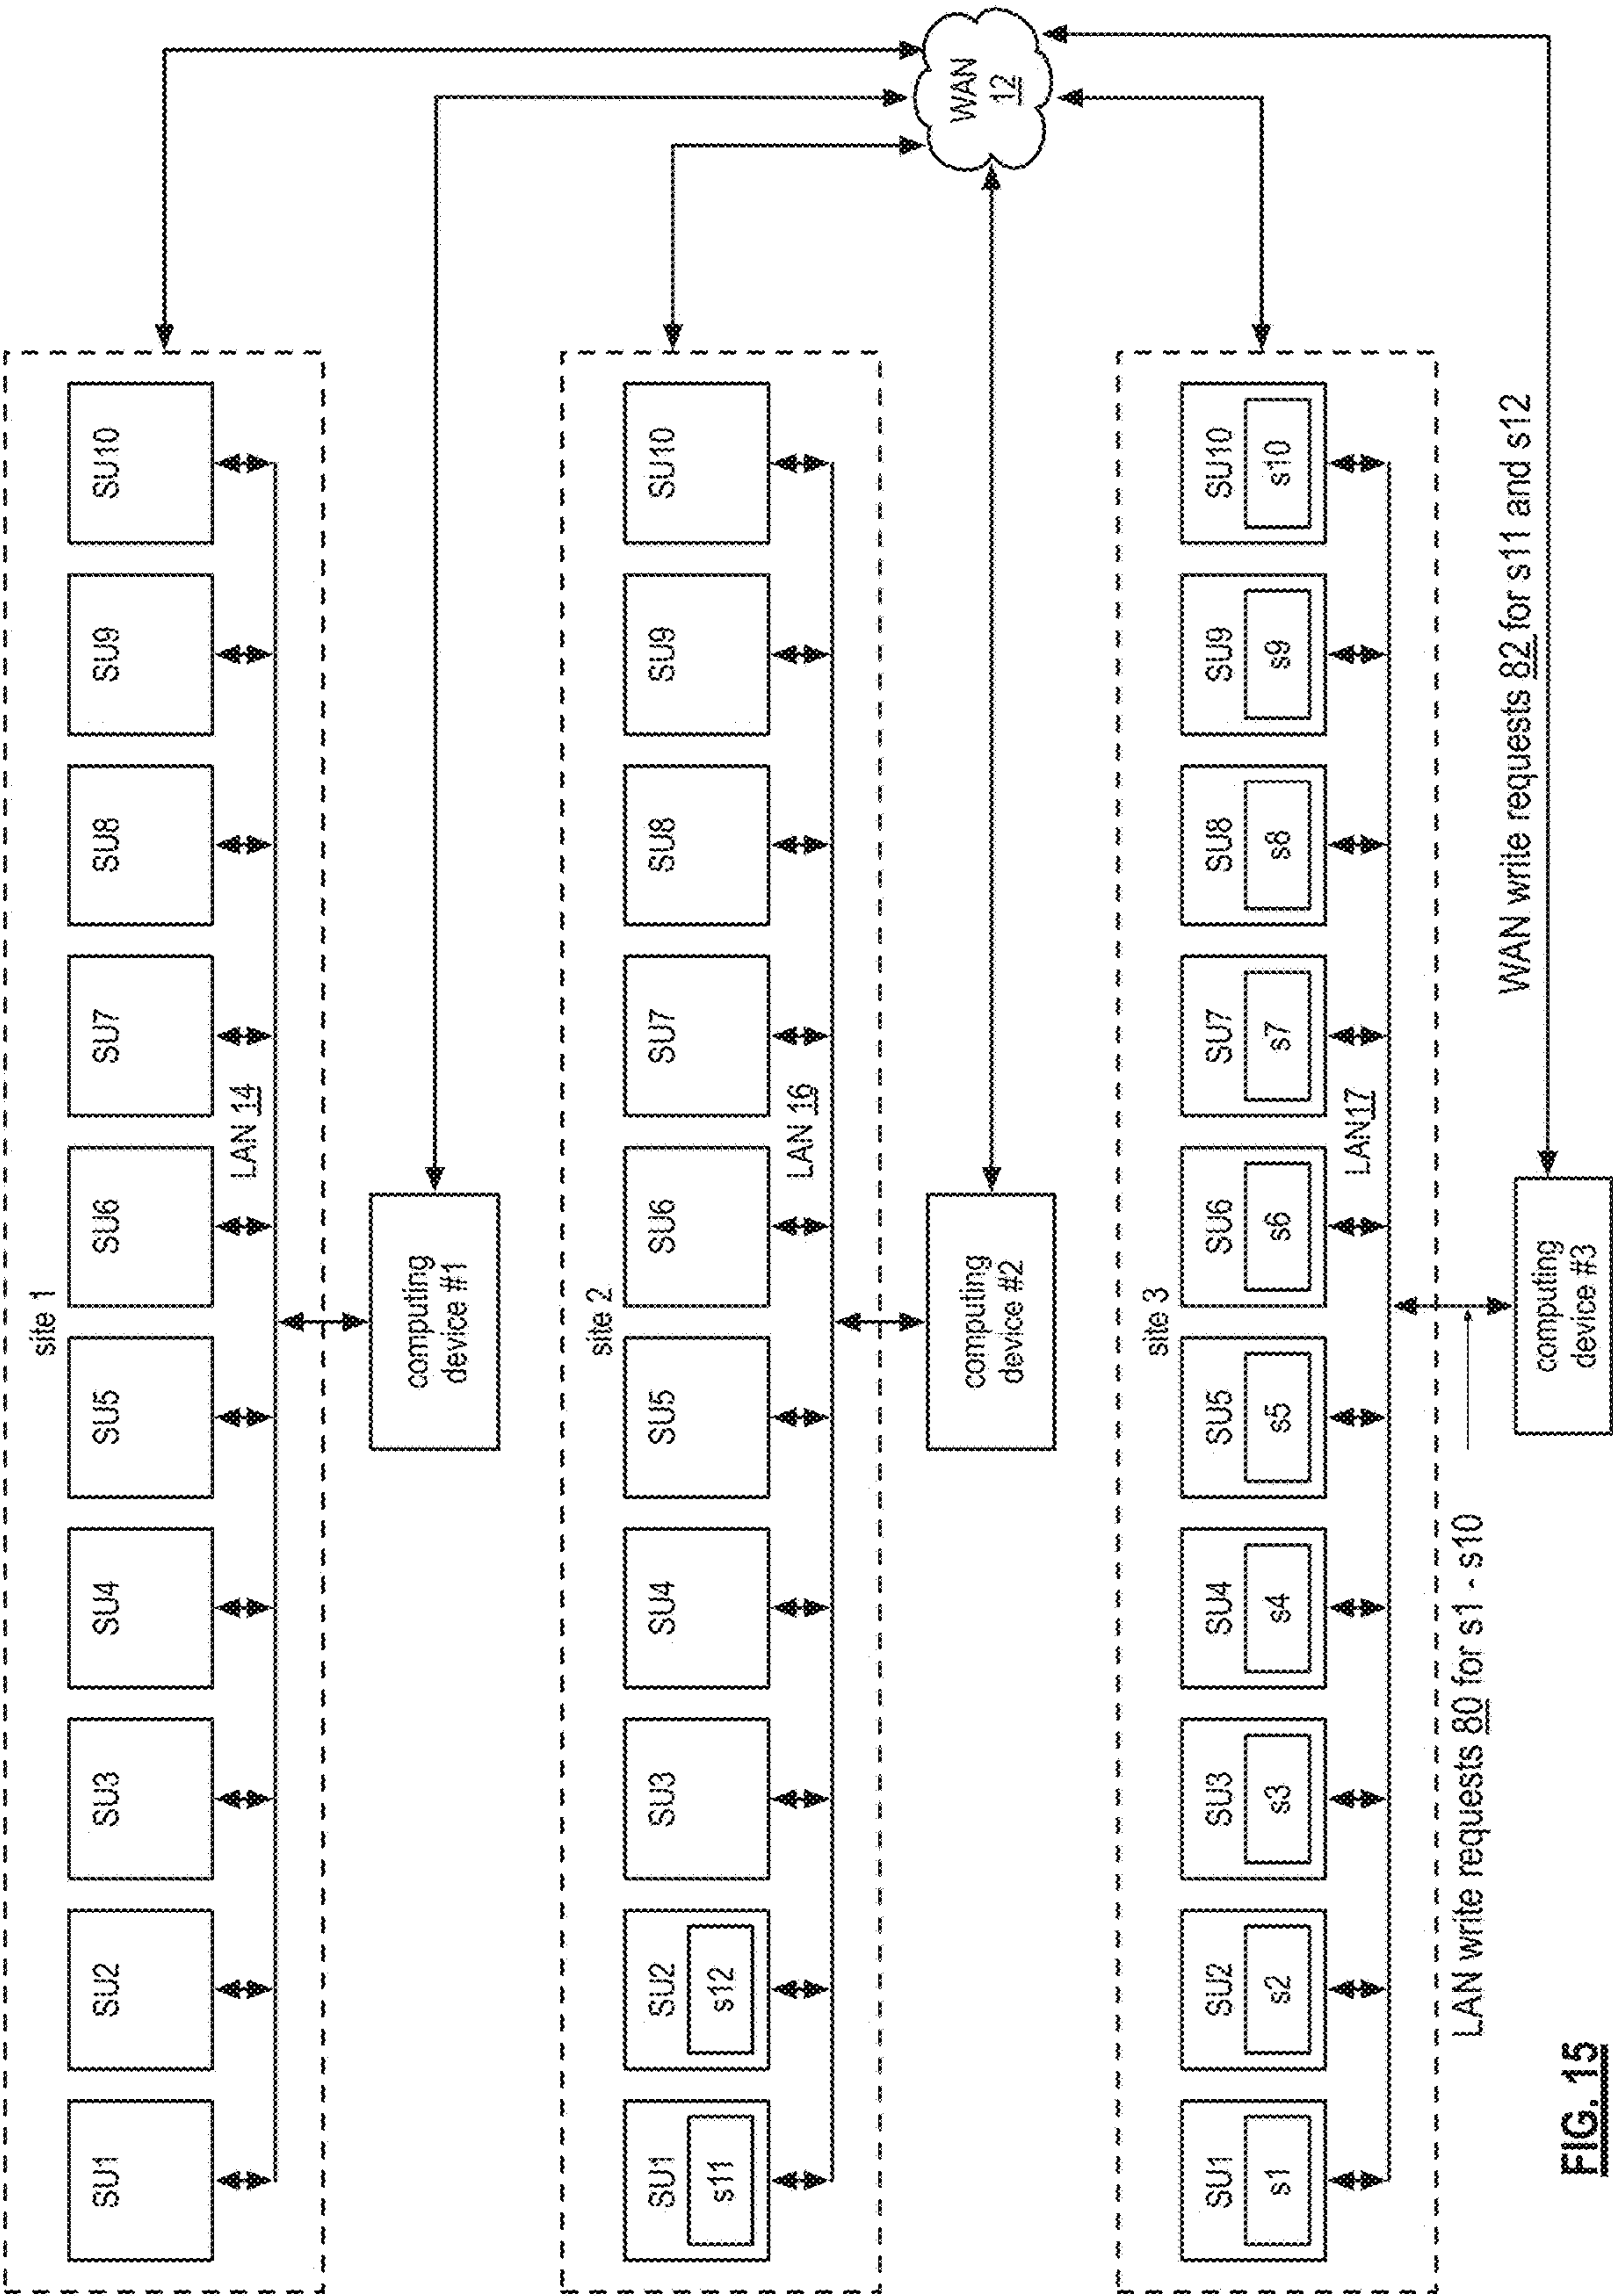 site 1
SU1
SU2
SU3
SU4
SU5
SU6
SU7
SU8
SU9
SU10
LAN 14
computing
device #1
site 2
SU1
s11
SU2
s12
SU3
SU4
SU5
SU6
SU7
SU8
SU9
SU10
LAN 16
computing
device #2
WAN
12
site 3
SU1
s1
SU2
s2
SU3
s3
SU4
s4
SU5
s5
SU6
s6
SU7
s7
SU8
s8
SU9
s9
SU10
s10
LAN17
LAN write requests 80 for s1 - s10
WAN write requests 82 for s11 and s12
computing
device #3
FIG. 15